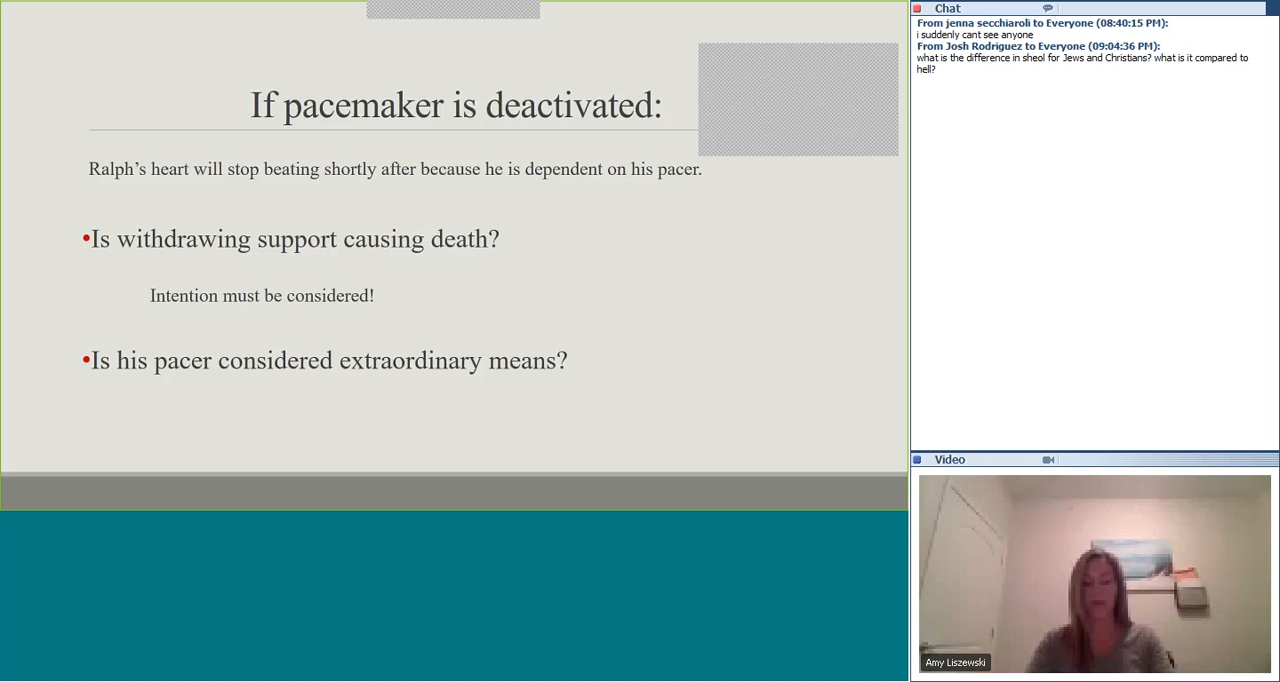 If pacemaker is deactivated:
Ralph’s heart will stop beating shortly after because he is dependent on his pacer.
•Is withdrawing support causing death?
Intention must be considered!
•Is his pacer considered extraordinary means?
Chat
From jenna secchiaroli to Everyone (08:40:15 PM):
i suddenly cant see anyone
From Josh Rodriguez to Everyone (09:04:36 PM):
what is the difference in sheol for Jews and Christians? what is it compared to
hell?
Video
Amy Liszewski